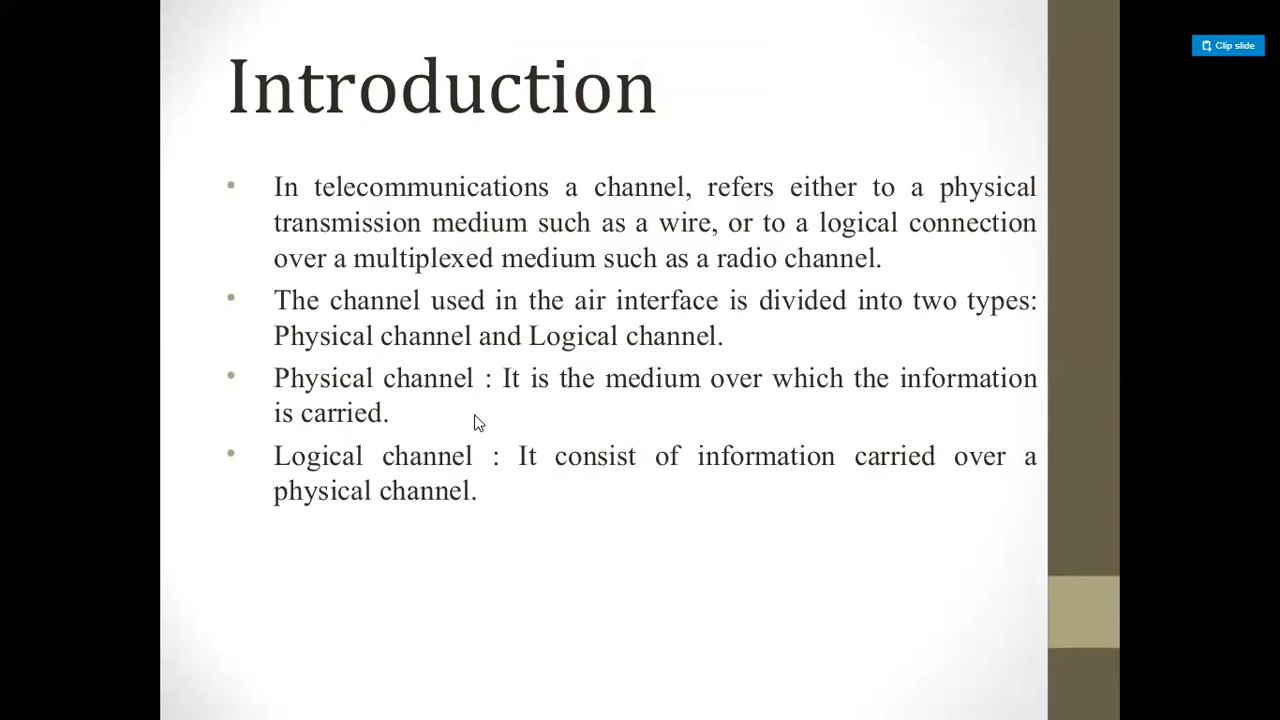 Clip slide
Introduction
• In telecommunications a channel, refers either to a physical
transmission medium such as a wire, or to a logical connection
over a multiplexed medium such as a radio channel.
• The channel used in the air interface is divided into two types:
Physical channel and Logical channel.
• Physical channel : It is the medium over which the information
is carried.
• Logical channel : It consist of information carried over a
physical channel.